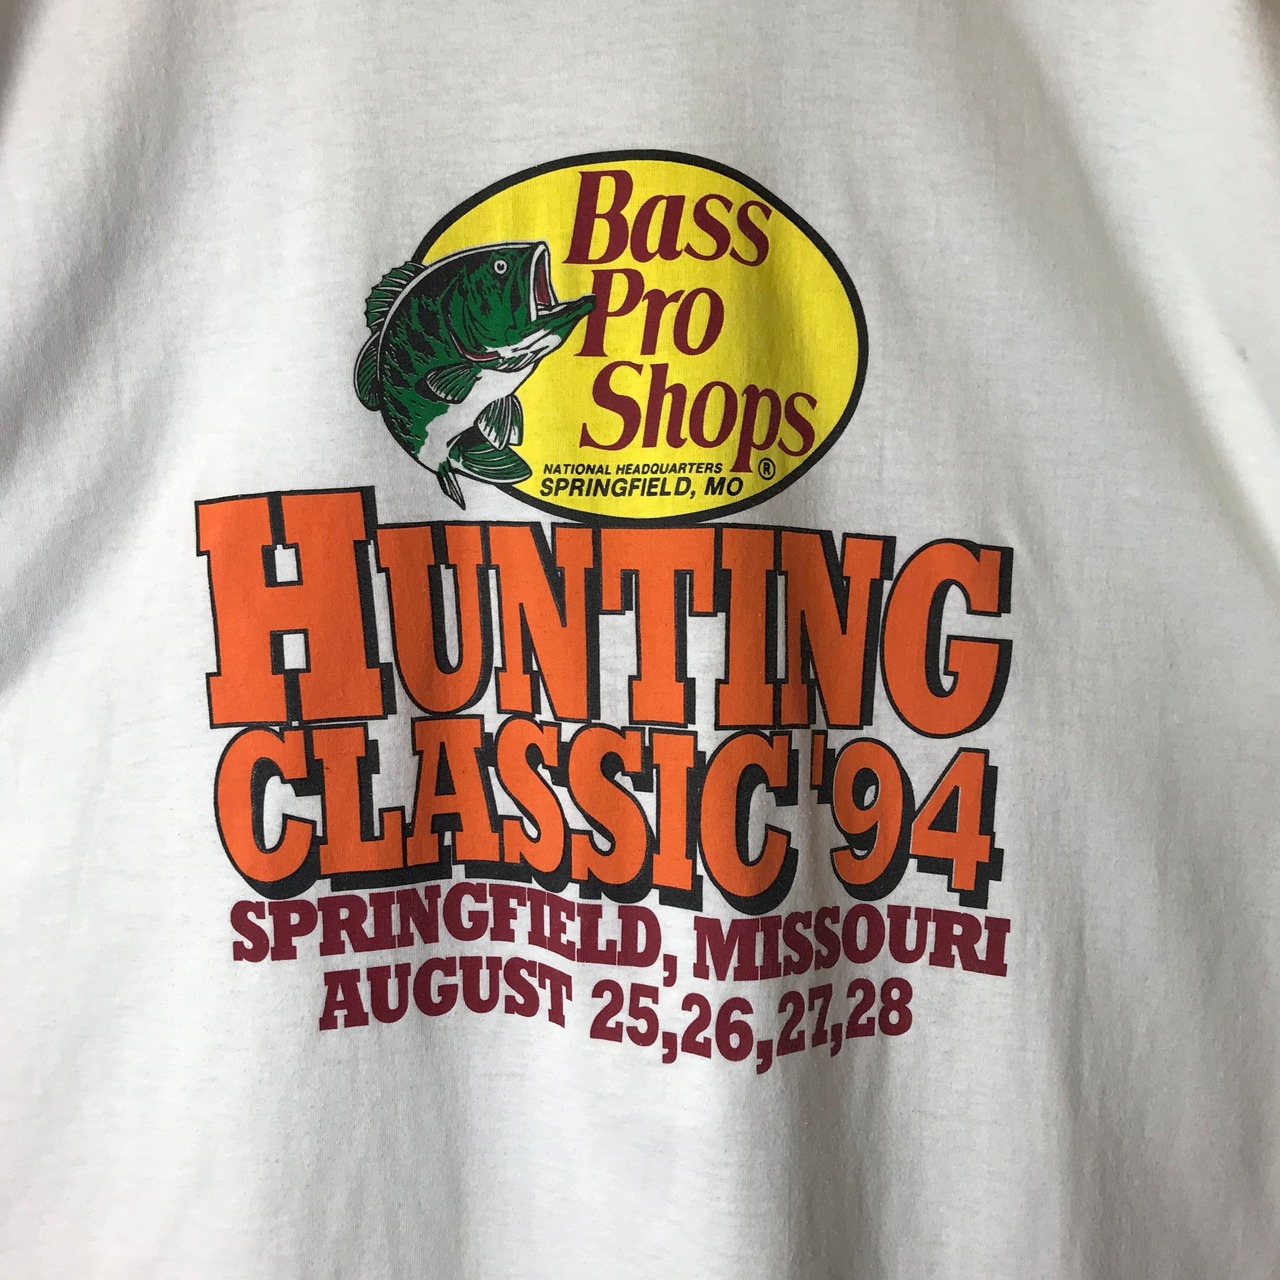 Bass
Pro
Shops
®
NATIONAL HEADQUARTERS
SPRINGFIELD, MO
HUNTING
CLASSIC '94
SPRINGFIELD, MISSOURI
AUGUST 25,26,27,28